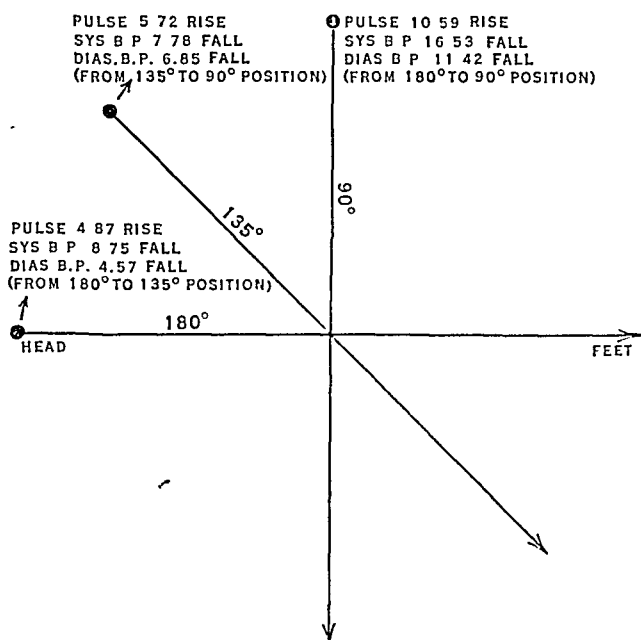 PULSE 5 72 RISE
SYS B P 7 78 FALL
DIAS.B.P. 6.85 FALL
(FROM 135° TO 90° POSITION)
PULSE 10 59 RISE
SYS B P 16 53 FALL
DIAS B P 11 42 FALL
(FROM 180° TO 90° POSITION)
135°
90°
PULSE 4 87 RISE
SYS B P 8 75 FALL
DIAS B.P. 4.57 FALL
(FROM 180° TO 135° POSITION)
180°
HEAD
FEET